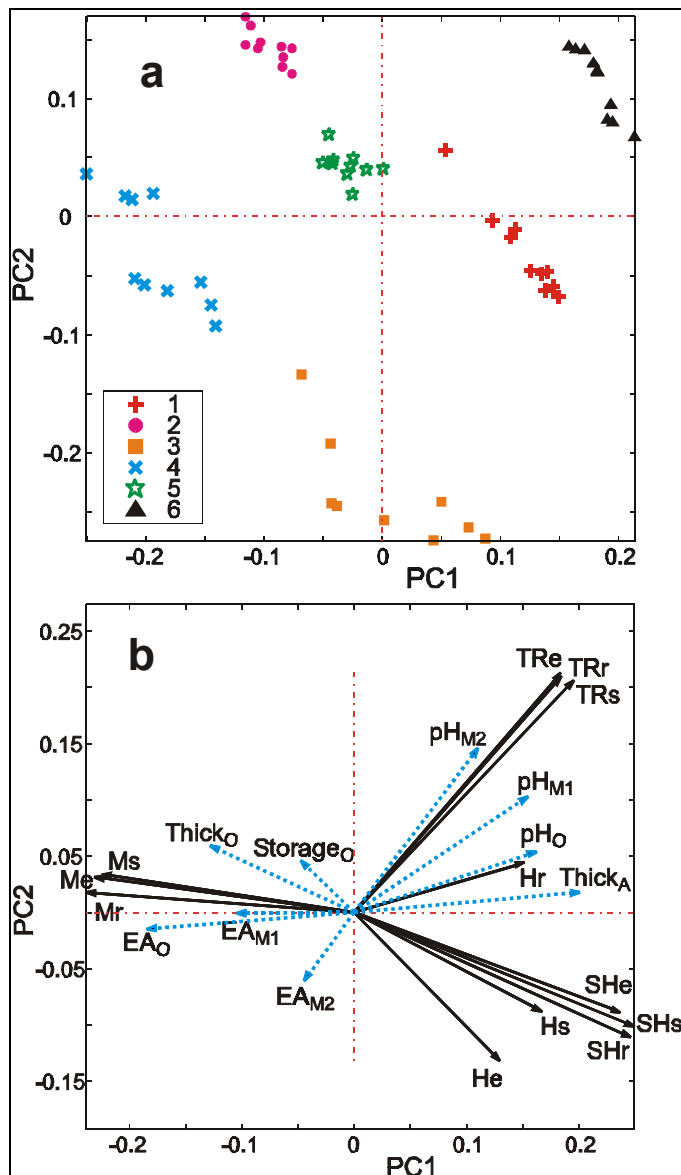 a
0.1
0
-0.1
-0.2
PC2
1
2
3
4
5
6
-0.2 -0.1 0 0.1 0.2
PC1
b
0.25
0.15
0.05
-0.05
-0.15
PC2
TRe
TRr
TRs
pHM2
pHM1
pHO
Hr
ThickA
ThickO
StorageO
Ms
Me
Mr
EAO
EAM1
EAM2
SHe
SHs
SHr
Hs
He
-0.2 -0.1 0 0.1 0.2
PC1